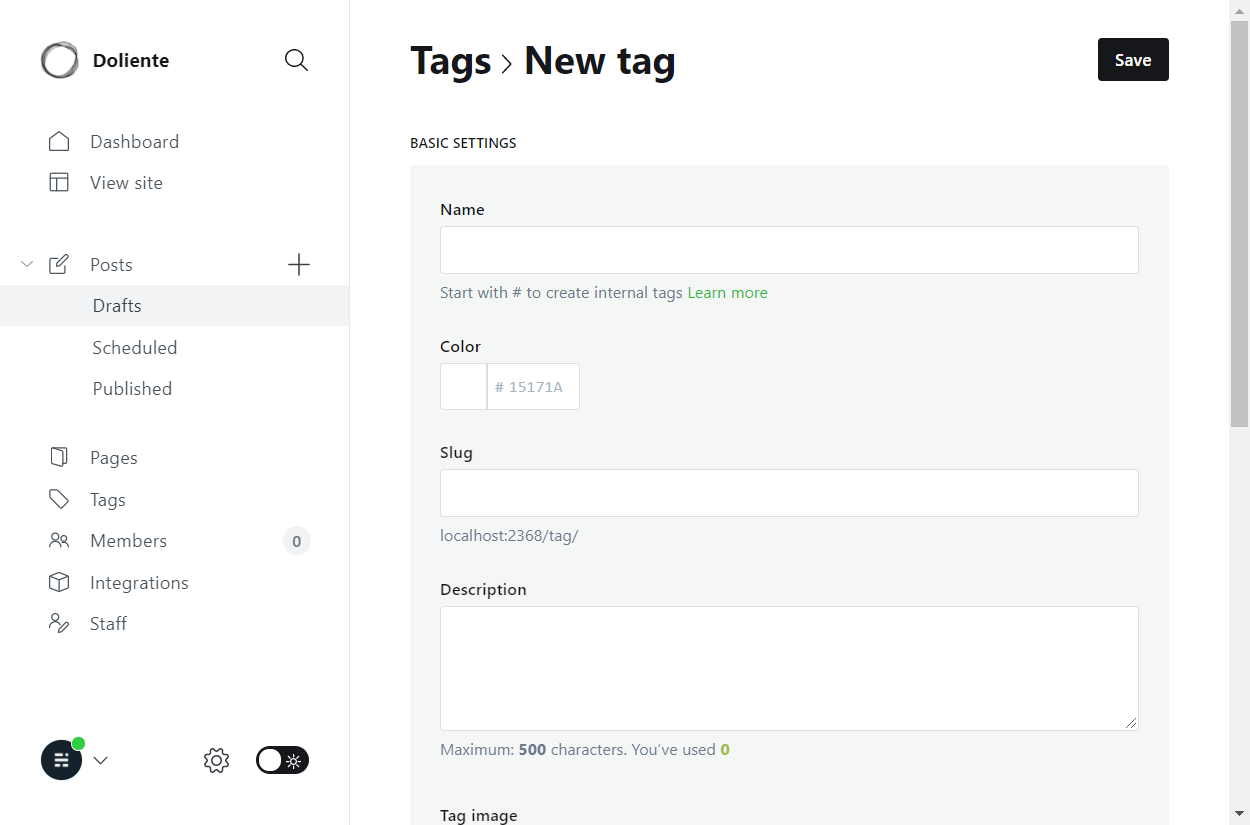 Doliente
Dashboard
View site
Posts
Drafts
Scheduled
Published
Pages
Tags
Members
0
Integrations
Staff
Tags › New tag
Save
BASIC SETTINGS
Name
Start with # to create internal tags Learn more
Color
# 15171A
Slug
localhost:2368/tag/
Description
Maximum: 500 characters. You’ve used 0
Tag image